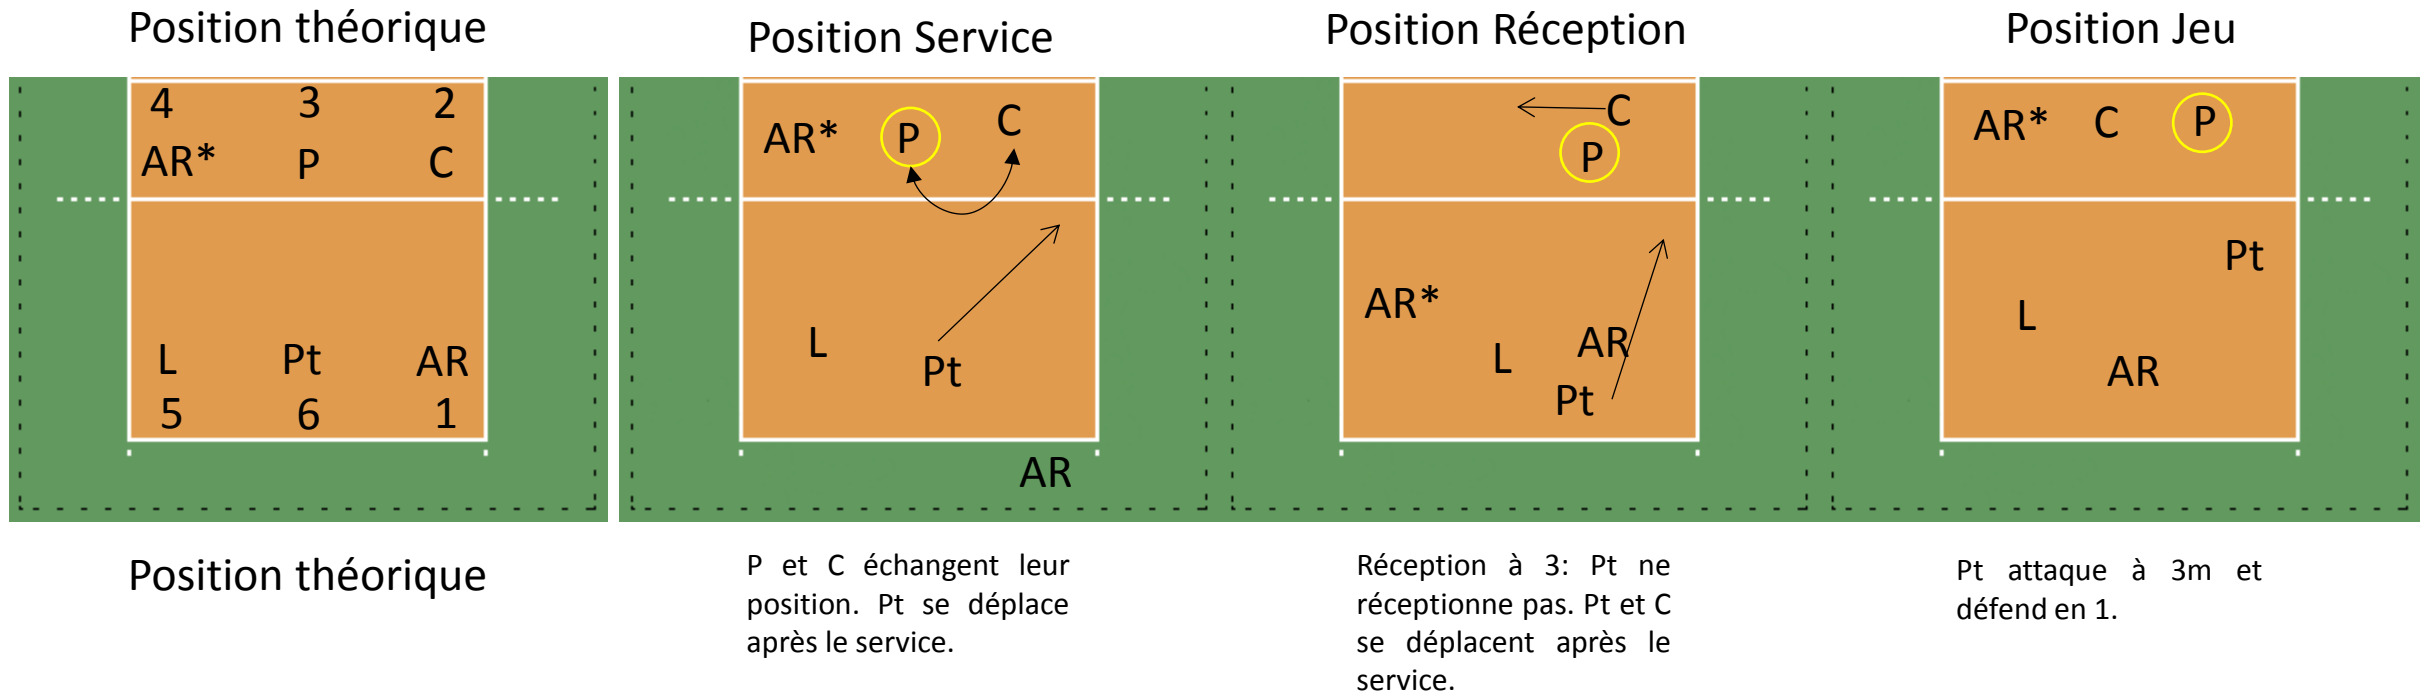 Position théorique
4 3 2
AR* P C
L Pt AR
5 6 1
Position théorique
Position Service
AR* P C
L
Pt
AR
P et C échangent leur
position. Pt se déplace
après le service.
Position Réception
C
P
AR*
L AR
Pt
Réception à 3: Pt ne
réceptionne pas. Pt et C
se déplacent après le
service.
Position Jeu
AR* C P
Pt
L
AR
Pt attaque à 3m et
défend en 1.